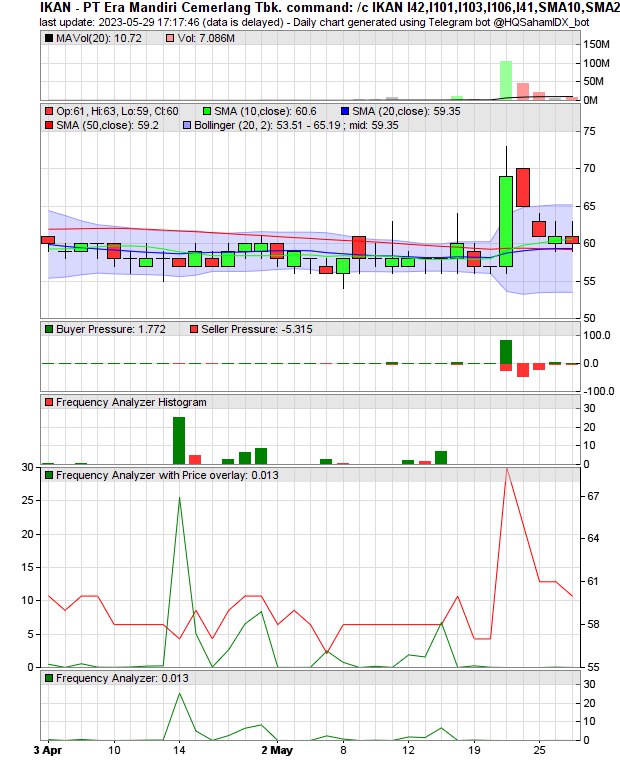 IKAN - PT Era Mandiri Cemerlang Tbk. command: /c IKAN I42,I101,I103,I106,I41,SMA10,SMA2
last update: 2023-05-29 17:17:46 (data is delayed) - Daily chart generated using Telegram bot @HQSahamIDX_bot
MAVol(20): 10.72 Vol: 7.086M
150M
100M
50M
0M
Op:61, Hi:63, Lo:59, Cl:60 SMA (10,close): 60.6 SMA (20,close): 59.35
SMA (50,close): 59.2 Bollinger (20, 2): 53.51 - 65.19 ; mid: 59.35
75
70
65
60
55
50
Buyer Pressure: 1.772 Seller Pressure: -5.315
100.0
0.0 0.0
-100.0
Frequency Analyzer Histogram
30
20
10
0 0
Frequency Analyzer with Price overlay: 0.013
30
25
20
15
10
5
0
67
64
61
58
55
Frequency Analyzer: 0.013
30
20
10
0 0
3 Apr 10 14 2 May 8 12 19 25